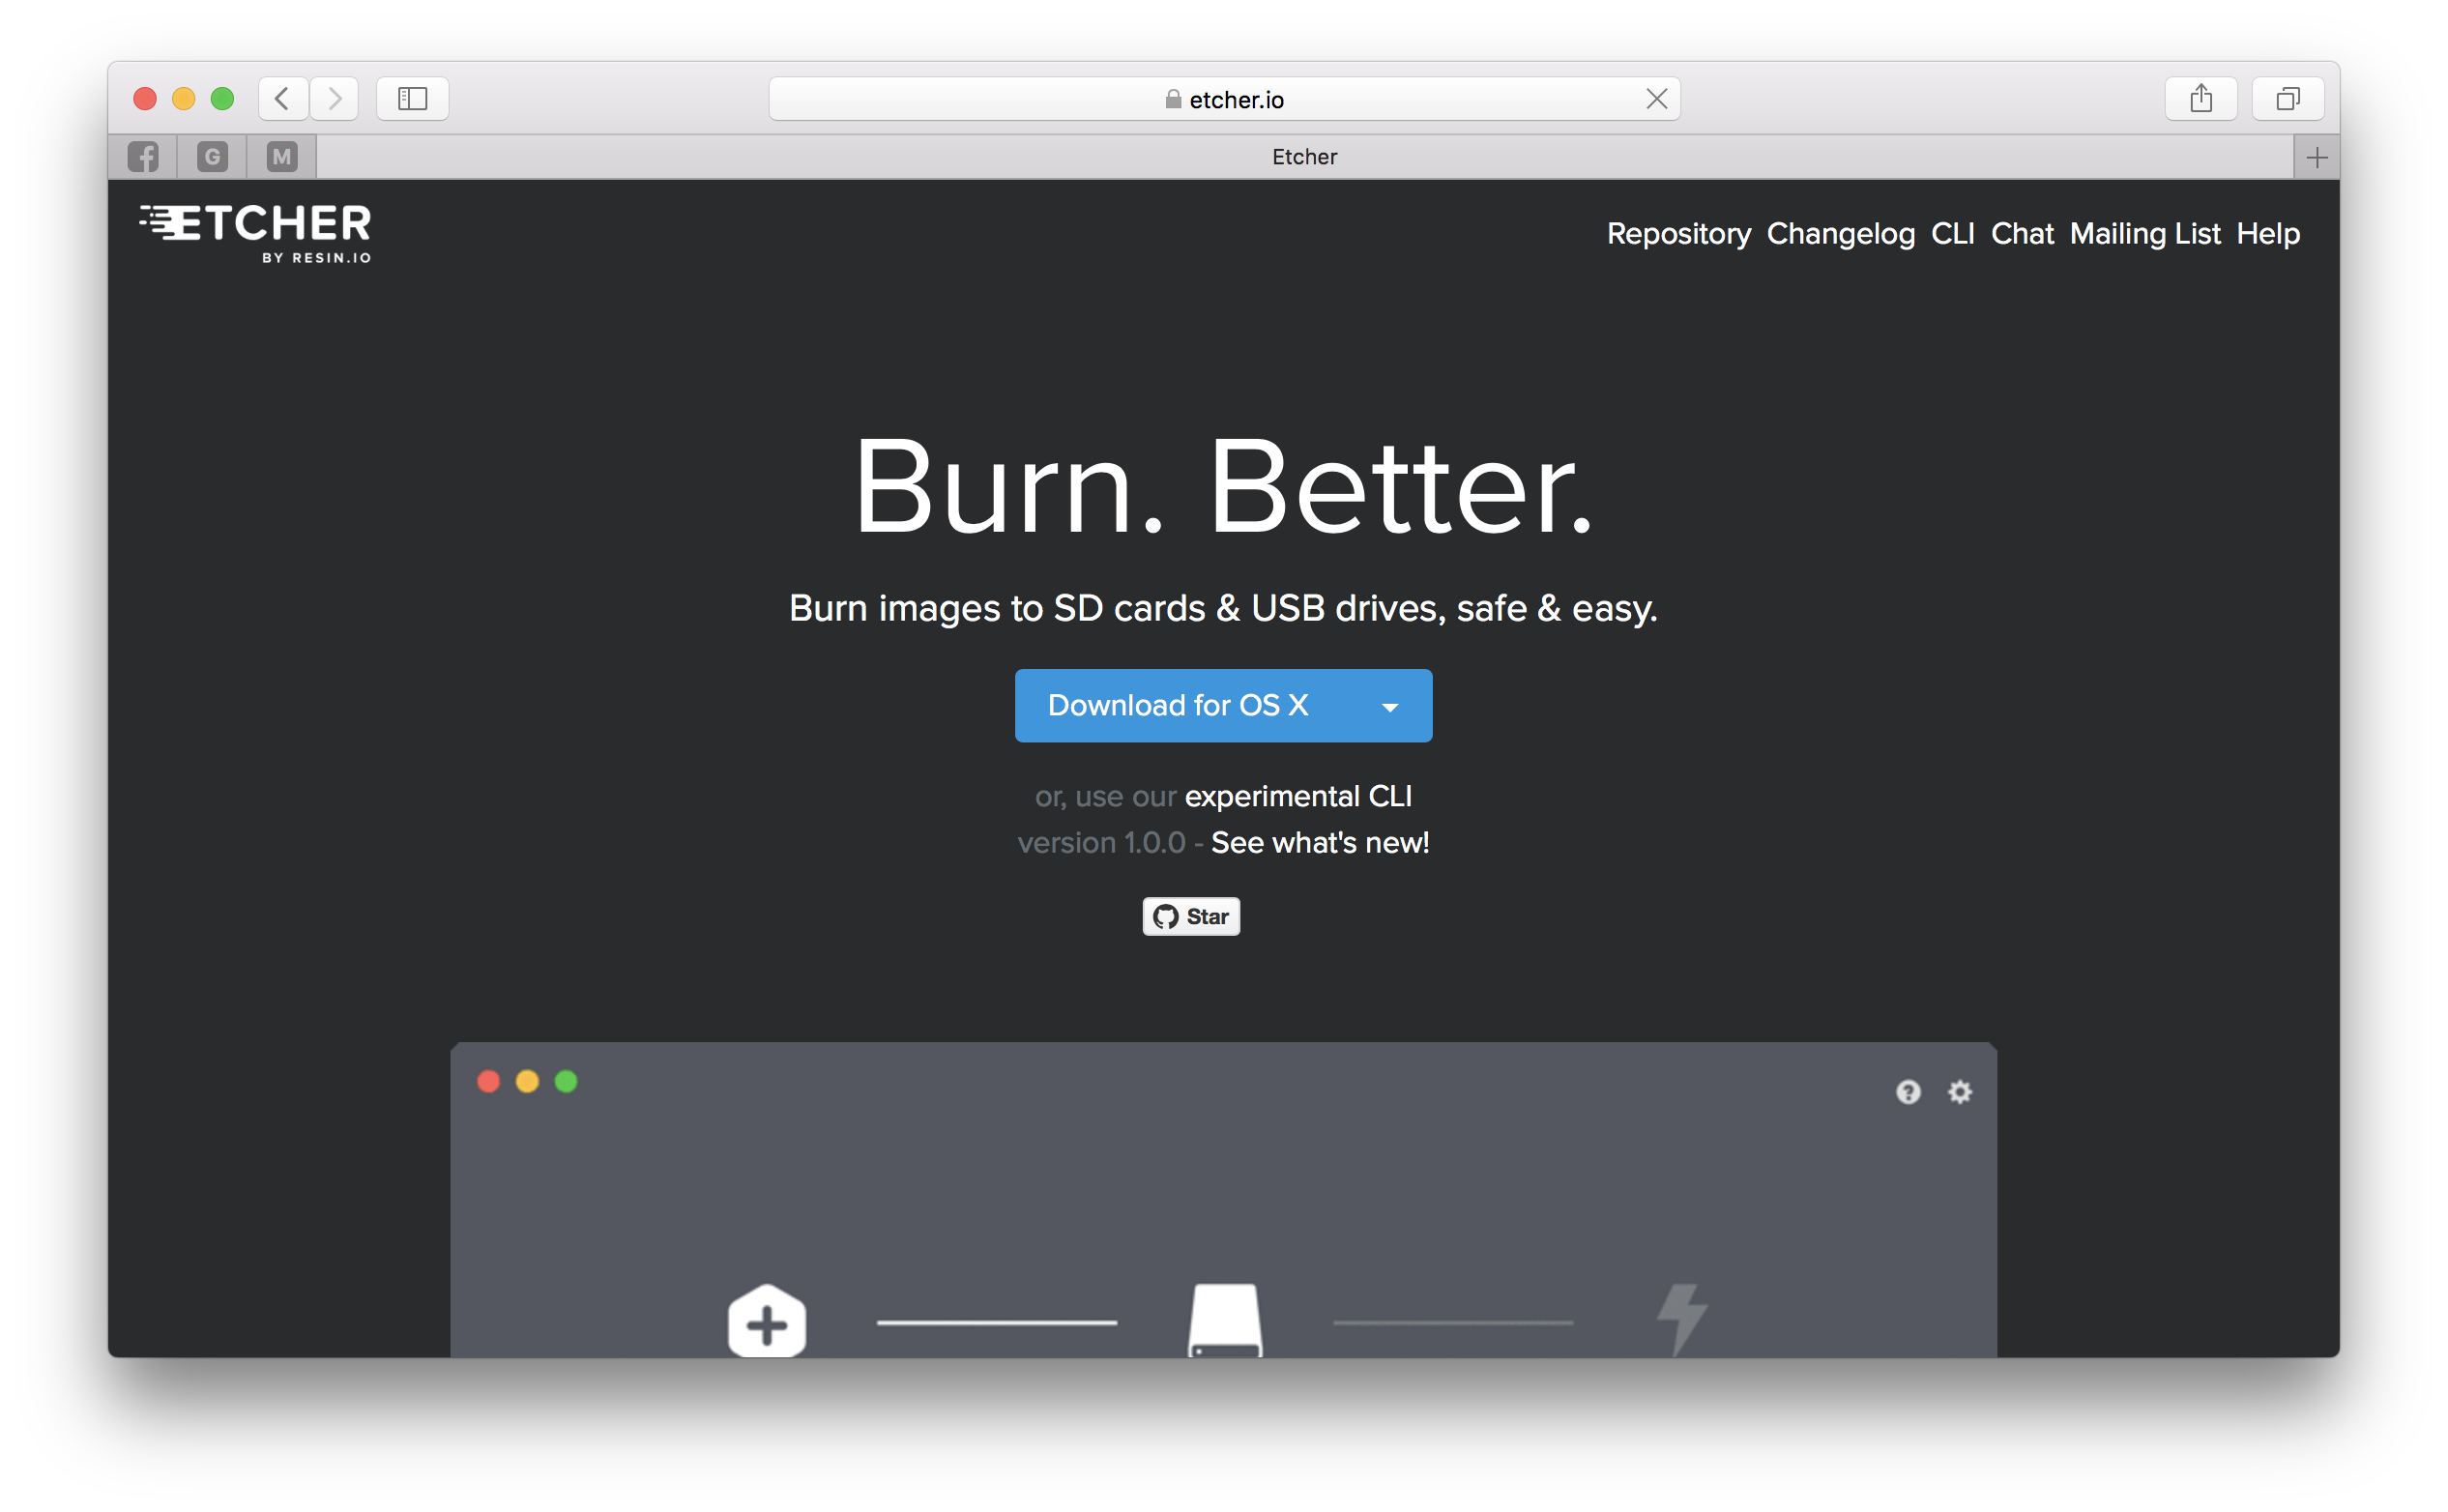 etcher.io
G
M
Etcher
ETCHER
BY RESIN.IO
Repository Changelog CLI Chat Mailing List Help
Burn. Better.
Burn images to SD cards & USB drives, safe & easy.
Download for OS X
or, use our experimental CLI
version 1.0.0 - See what's new!
Star